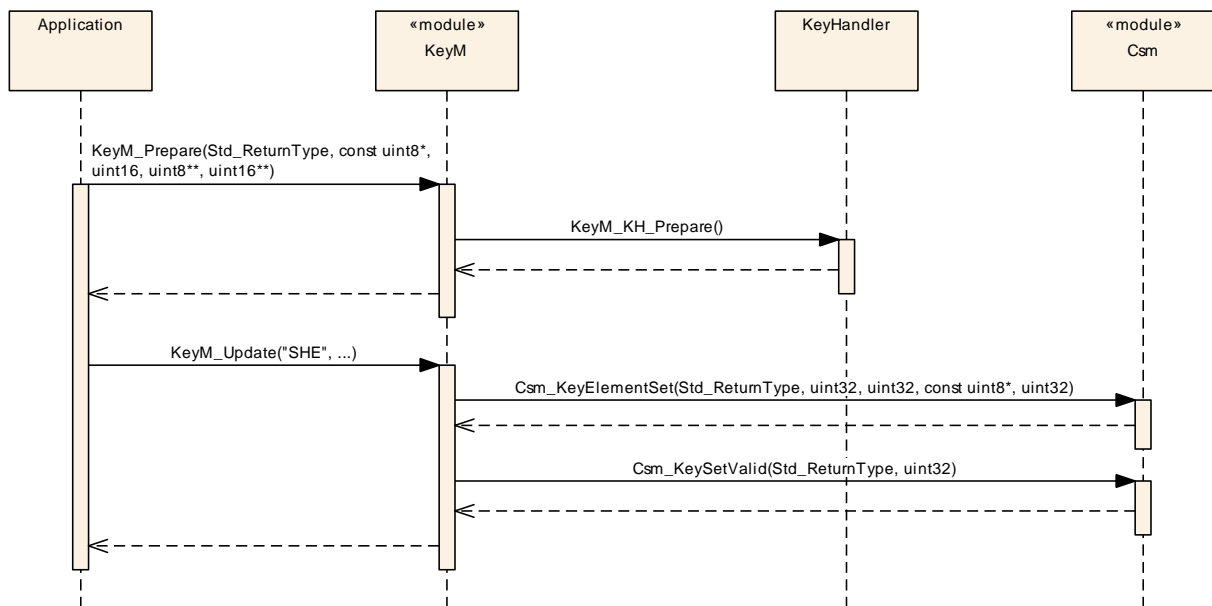 Application
«module»
KeyM
KeyHandler
«module»
Csm
KeyM_Prepare(Std_ReturnType, const uint8*,
uint16, uint8**, uint16**)
KeyM_KH_Prepare()
KeyM_Update("SHE", ...)
Csm_KeyElementSet(Std_ReturnType, uint32, uint32, const uint8*, uint32)
Csm_KeySetValid(Std_ReturnType, uint32)